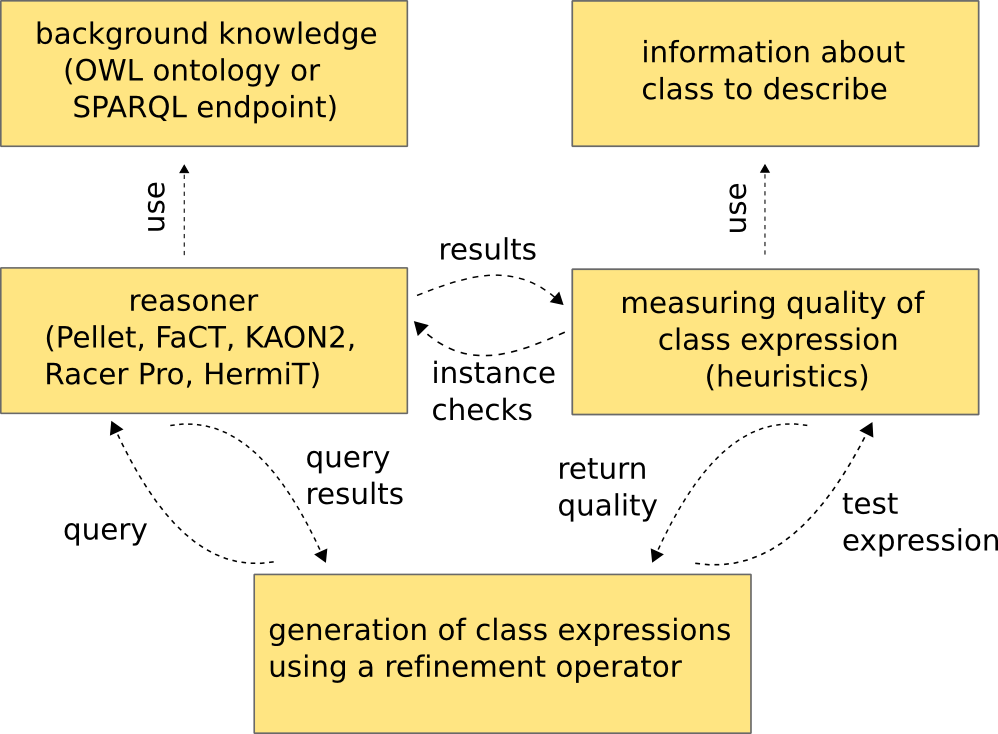 background knowledge
(OWL ontology or
SPARQL endpoint)
information about
class to describe
use
use
results
reasoner
(Pellet, FaCT, KAON2,
Racer Pro, HermiT)
measuring quality of
class expression
(heuristics)
instance
checks
query
results
return
quality
query
test
expression
generation of class expressions
using a refinement operator